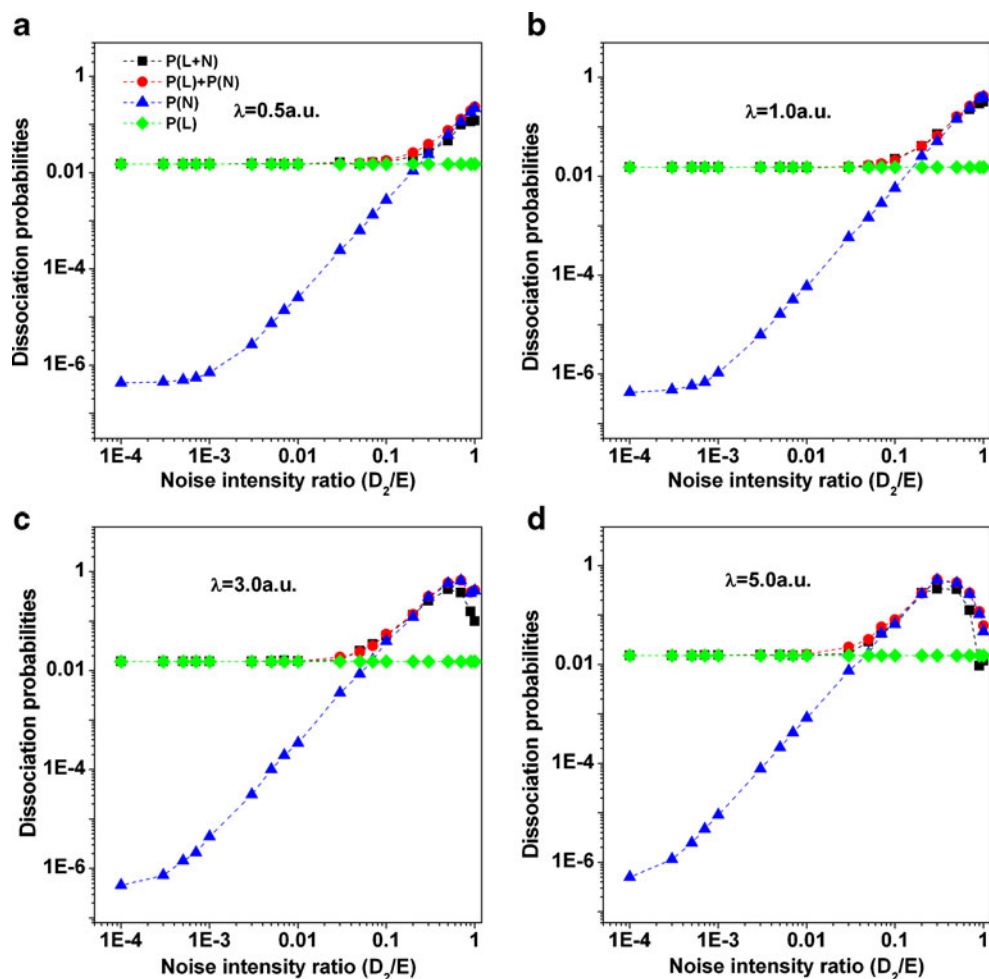 a
P(L+N)
P(L)+P(N)
P(N)
P(L)
λ=0.5a.u.
1
0.01
1E-4
1E-6
Dissociation probabilities
1E-4 1E-3 0.01 0.1 1
Noise intensity ratio (D₂/E)
b
λ=1.0a.u.
1
0.01
1E-4
1E-6
Dissociation probabilities
1E-4 1E-3 0.01 0.1 1
Noise intensity ratio (D₂/E)
c
λ=3.0a.u.
1
0.01
1E-4
1E-6
Dissociation probabilities
1E-4 1E-3 0.01 0.1 1
Noise intensity ratio (D₂/E)
d
λ=5.0a.u.
1
0.01
1E-4
1E-6
Dissociation probabilities
1E-4 1E-3 0.01 0.1 1
Noise intensity ratio (D₂/E)